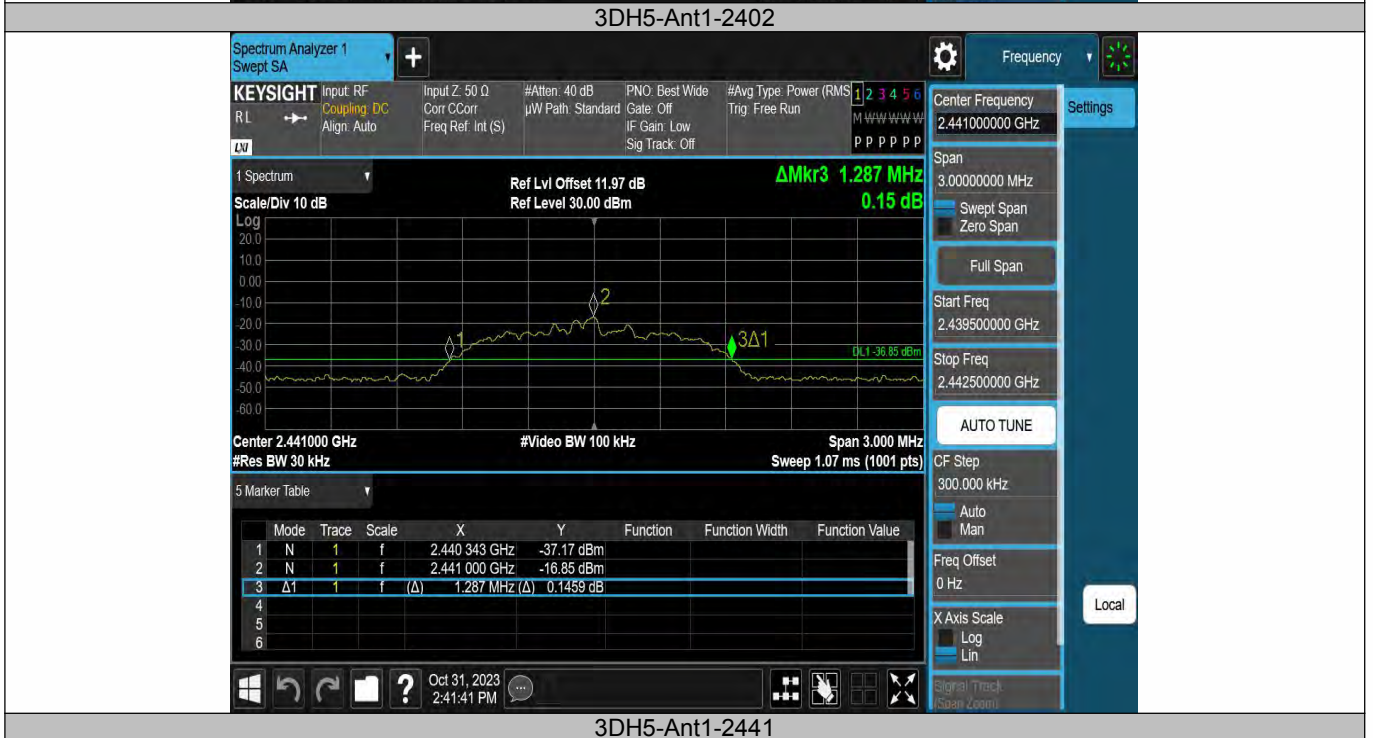 3DH5-Ant1-2402
Spectrum Analyzer 1
Swept SA
Frequency
KEYSIGHT
Input: RF
Input Z: 50 Ω
#Atten: 40 dB
PNO: Best Wide
#Avg Type: Power (RMS
1 2 3 4 5 6
RL
Coupling: DC
Corr CCorr
µW Path: Standard
Gate: Off
Trig: Free Run
M W W W W W
Align: Auto
Freq Ref: Int (S)
IF Gain: Low
LXI
Sig Track: Off
P P P P P P
Center Frequency
2.441000000 GHz
Settings
1 Spectrum
Ref Lvl Offset 11.97 dB
ΔMkr3 1.287 MHz
Scale/Div 10 dB
Ref Level 30.00 dBm
0.15 dB
Log
20.0
10.0
0.00
-10.0
-20.0
-30.0
-40.0
-50.0
-60.0
1
2
3Δ1
DL1 -36.85 dBm
Center 2.441000 GHz
#Video BW 100 kHz
Span 3.000 MHz
#Res BW 30 kHz
Sweep 1.07 ms (1001 pts)
Span
3.00000000 MHz
Swept Span
Zero Span
Full Span
Start Freq
2.439500000 GHz
Stop Freq
2.442500000 GHz
AUTO TUNE
CF Step
300.000 kHz
Auto
Man
Freq Offset
0 Hz
X Axis Scale
Log
Lin
Signal Track
(Span Zoom)
Local
5 Marker Table
Mode Trace Scale X Y Function Function Width Function Value
1 N 1 f 2.440 343 GHz -37.17 dBm
2 N 1 f 2.441 000 GHz -16.85 dBm
3 Δ1 1 f (Δ) 1.287 MHz (Δ) 0.1459 dB
4
5
6
?
Oct 31, 2023
2:41:41 PM
3DH5-Ant1-2441